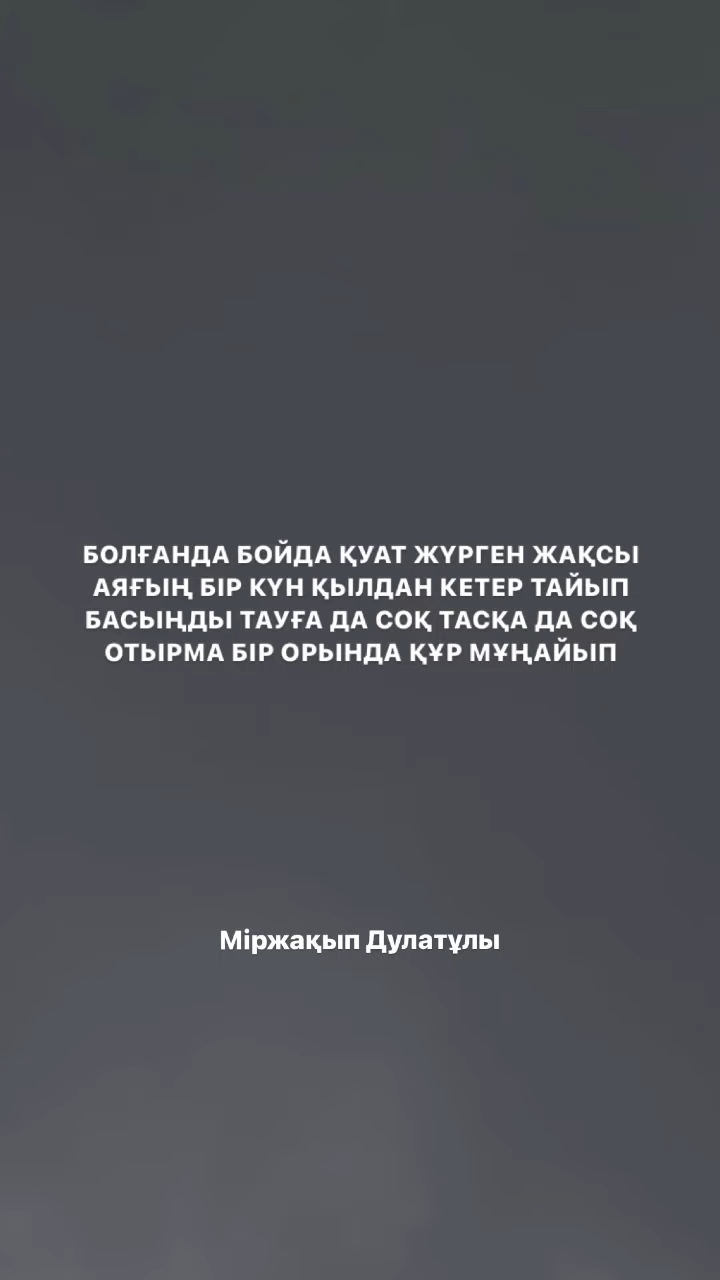 БОЛҒАНДА БОЙДА ҚУАТ ЖҮРГЕН ЖАҚСЫ
АЯҒЫҢ БІР КҮН ҚЫЛДАН КЕТЕР ТАЙЫП
БАСЫҢДЫ ТАУҒА ДА СОҚ ТАСҚА ДА СОҚ
ОТЫРМА БІР ОРЫНДА ҚҰР МҰҢАЙЫП
Міржақып Дулатұлы